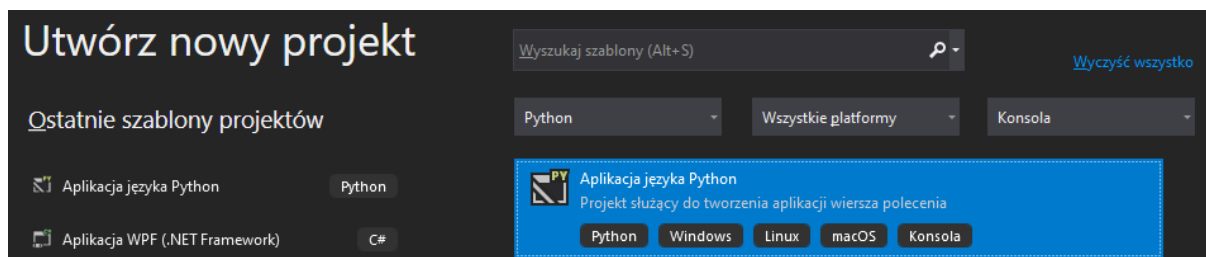 Utwórz nowy projekt
Wyszukaj szablony (Alt+S)
Wyczyść wszystko
Ostatnie szablony projektów
Python
Wszystkie platformy
Konsola
Aplikacja języka Python
Python
Aplikacja WPF (.NET Framework)
C#
PY
Aplikacja języka Python
Projekt służący do tworzenia aplikacji wiersza polecenia
Python Windows Linux macOS Konsola